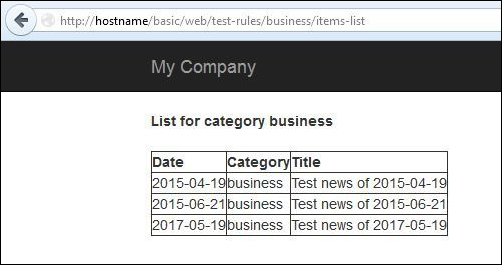 http://hostname/basic/web/test-rules/business/items-list
My Company
List for category business
Date Category Title
2015-04-19 business Test news of 2015-04-19
2015-06-21 business Test news of 2015-06-21
2017-05-19 business Test news of 2017-05-19